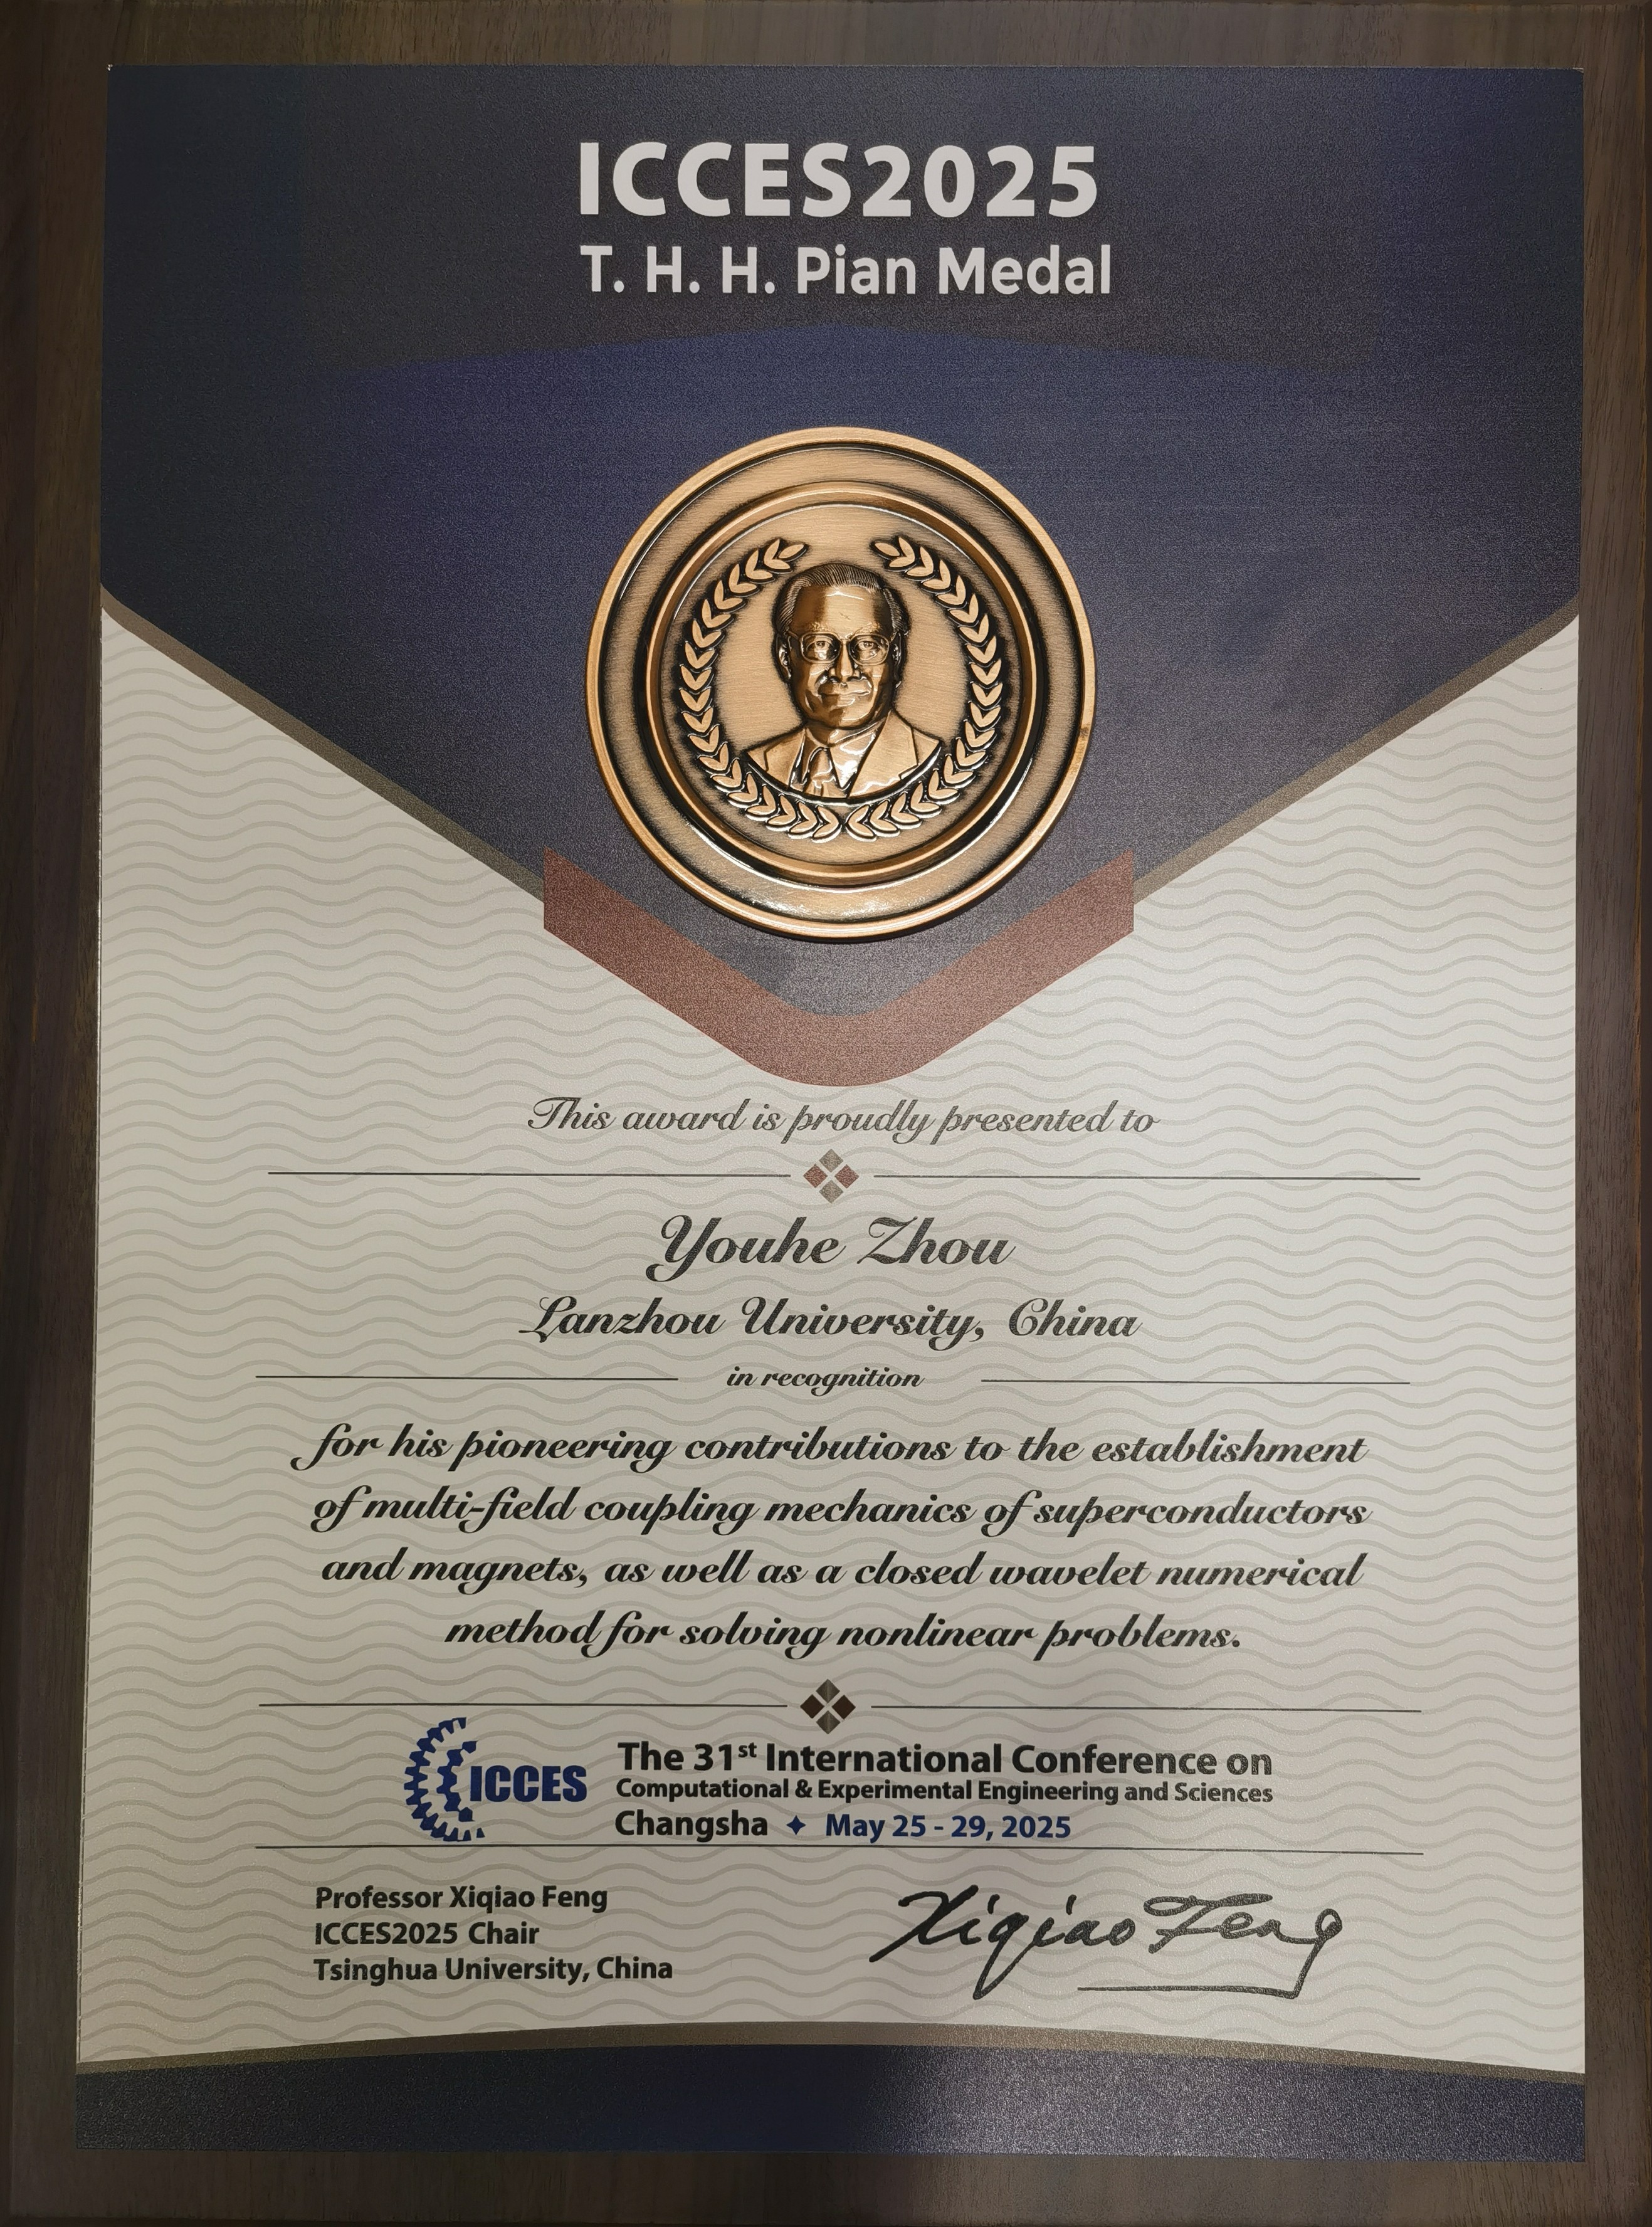 ICCES2025
T. H. H. Pian Medal
This award is proudly presented to
Youhe Zhou
Lanzhou University, China
in recognition
for his pioneering contributions to the establishment
of multi-field coupling mechanics of superconductors
and magnets, as well as a closed wavelet numerical
method for solving nonlinear problems.
ICCES
The 31st International Conference on
Computational & Experimental Engineering and Sciences
Changsha ✦ May 25 - 29, 2025
Professor Xiqiao Feng
ICCES2025 Chair
Tsinghua University, China
Xiqiao Feng